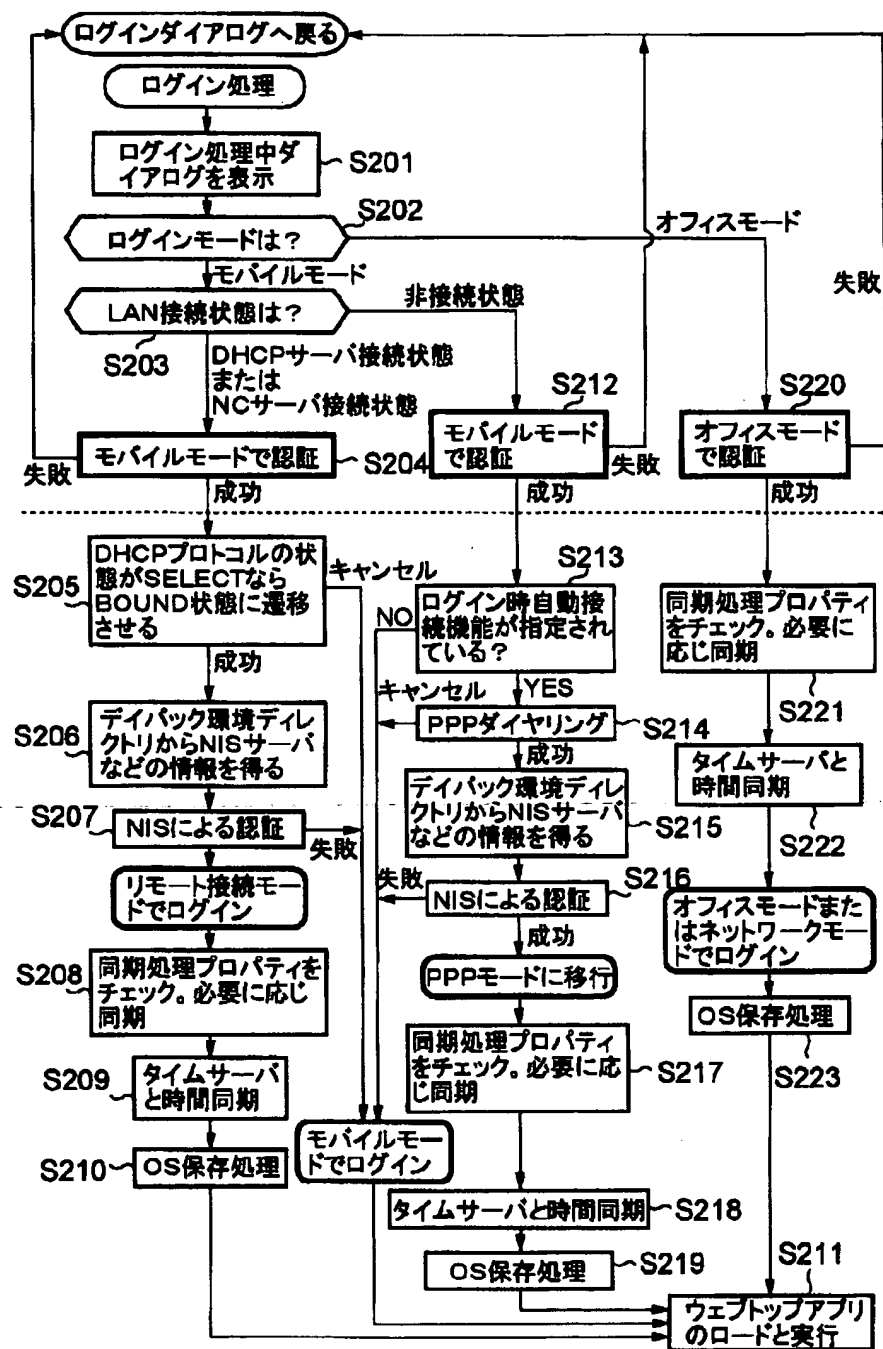 ログインダイアログへ戻る
ログイン処理
ログイン処理中ダ
イアログを表示
S201
S202
ログインモードは?
オフィスモード
モバイルモード
失敗
LAN接続状態は?
非接続状態
S203
DHCPサーバ接続状態
または
NCサーバ接続状態
S212
S220
モバイルモードで認証
S204
失敗
成功
モバイルモード
で認証
失敗
成功
オフィスモード
で認証
成功
S205
DHCPプロトコルの状
態がSELECTなら
BOUND状態に遷移
させる
キャンセル
成功
S213
ログイン時自動接
続機能が指定され
ている?
NO
YES
キャンセル
同期処理プロパティ
をチェック。必要に
応じ同期
S221
S206
デイパック環境ディレ
クトリからNISサーバ
などの情報を得る
PPPダイヤリング
S214
成功
タイムサーバと
時間同期
S222
S207
NISによる認証
失敗
デイパック環境ディレ
クトリからNISサーバ
などの情報を得る
S215
リモート接続モー
ドでログイン
失敗
NISによる認証
S216
成功
オフィスモードまた
はネットワークモー
ドでログイン
S208
同期処理プロパティを
チェック。必要に応じ
同期
PPPモードに移行
OS保存処理
S223
S209
タイムサーバ
と時間同期
同期処理プロパティ
をチェック。必要に応
じ同期
S217
S210
OS保存処理
モバイルモー
ドでログイン
タイムサーバと時間同期
S218
OS保存処理
S219
S211
ウェブトップアプリ
のロードと実行